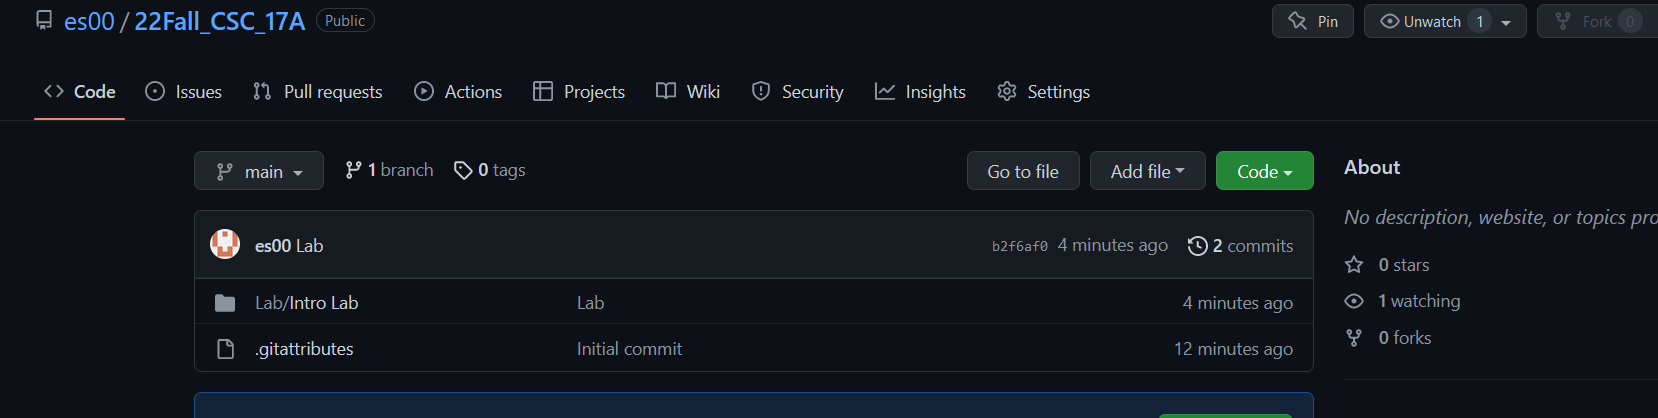 es00 / 22Fall_CSC_17A Public
Pin
Unwatch 1
Fork 0
Code Issues Pull requests Actions Projects Wiki Security Insights Settings
main 1 branch 0 tags Go to file Add file Code
es00 Lab b2f6af0 4 minutes ago 2 commits
Lab/Intro Lab Lab 4 minutes ago
.gitattributes Initial commit 12 minutes ago
About
No description, website, or topics pro
0 stars
1 watching
0 forks